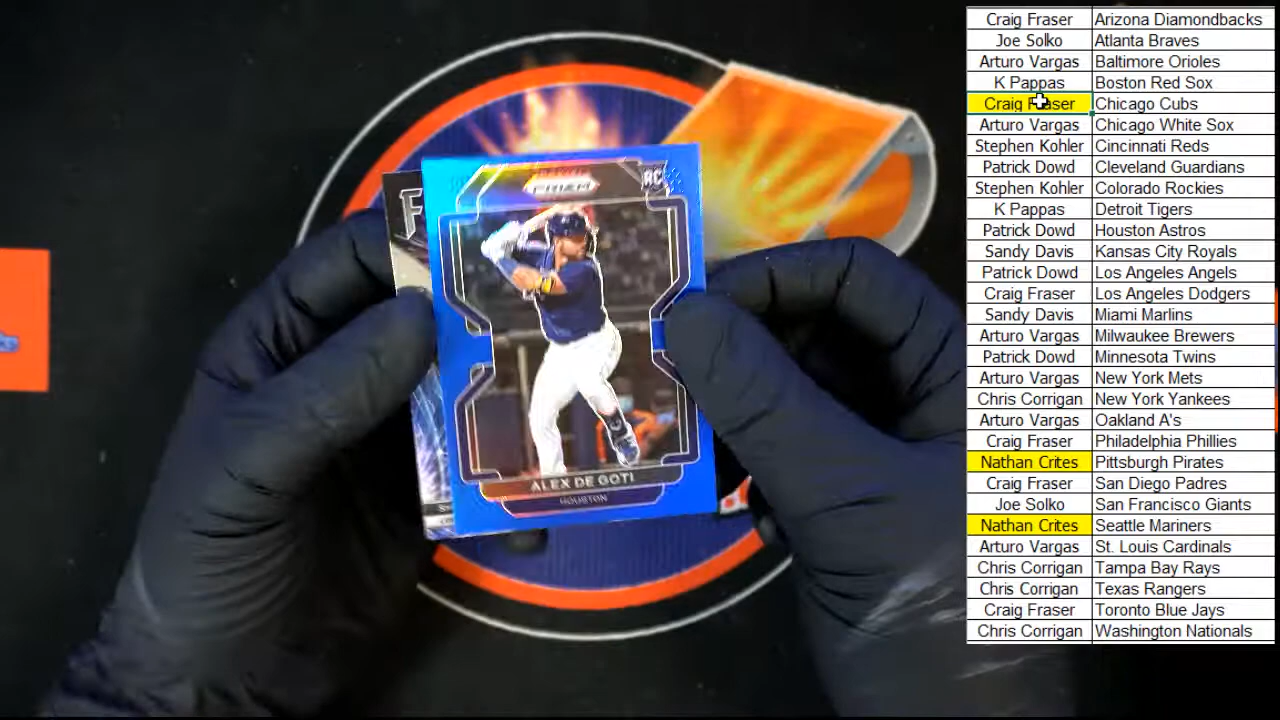 PRIZM
RC
ALEX DE GOTI
HOUSTON
F
Craig Fraser Arizona Diamondbacks
Joe Solko Atlanta Braves
Arturo Vargas Baltimore Orioles
K Pappas Boston Red Sox
Craig Fraser Chicago Cubs
Arturo Vargas Chicago White Sox
Stephen Kohler Cincinnati Reds
Patrick Dowd Cleveland Guardians
Stephen Kohler Colorado Rockies
K Pappas Detroit Tigers
Patrick Dowd Houston Astros
Sandy Davis Kansas City Royals
Patrick Dowd Los Angeles Angels
Craig Fraser Los Angeles Dodgers
Sandy Davis Miami Marlins
Arturo Vargas Milwaukee Brewers
Patrick Dowd Minnesota Twins
Arturo Vargas New York Mets
Chris Corrigan New York Yankees
Arturo Vargas Oakland A's
Craig Fraser Philadelphia Phillies
Nathan Crites Pittsburgh Pirates
Craig Fraser San Diego Padres
Joe Solko San Francisco Giants
Nathan Crites Seattle Mariners
Arturo Vargas St. Louis Cardinals
Chris Corrigan Tampa Bay Rays
Chris Corrigan Texas Rangers
Craig Fraser Toronto Blue Jays
Chris Corrigan Washington Nationals